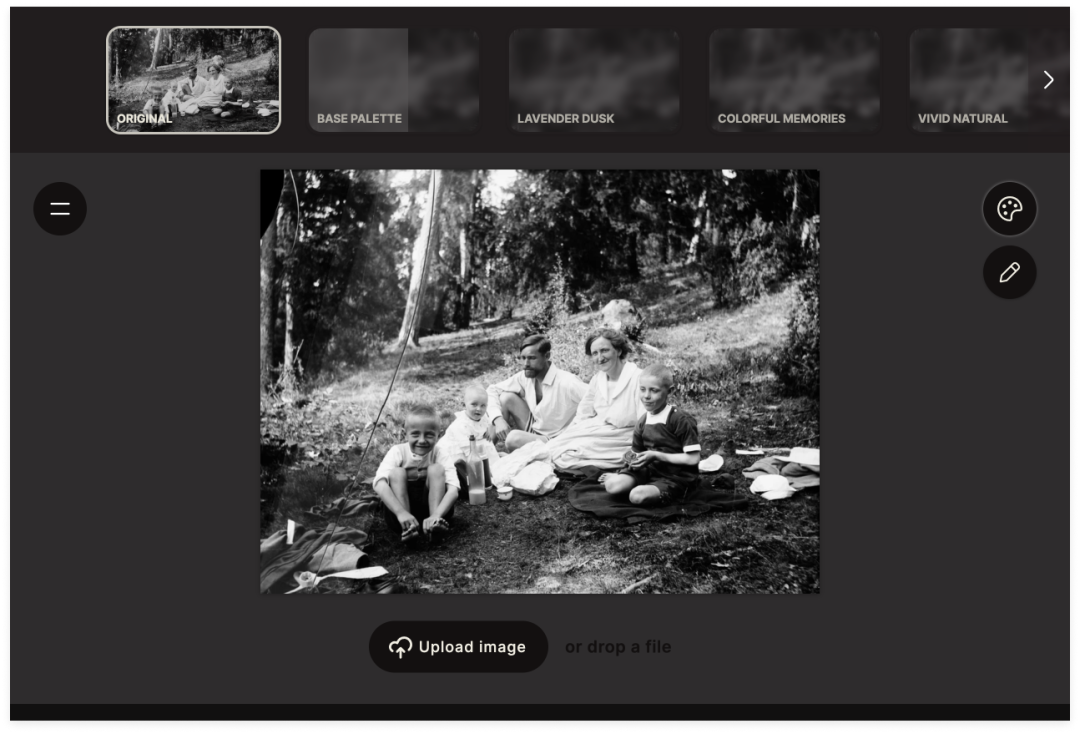 ORIGINAL
BASE PALETTE
LAVENDER DUSK
COLORFUL MEMORIES
VIVID NATURAL
Upload image
or drop a file